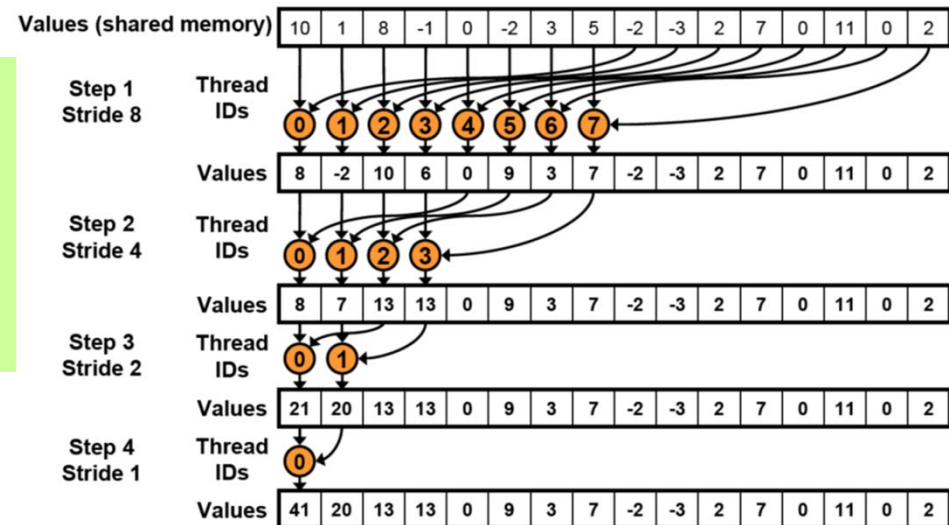 Values (shared memory) 10 1 8 -1 0 -2 3 5 -2 -3 2 7 0 11 0 2
Step 1
Stride 8
Thread
IDs
0 1 2 3 4 5 6 7
Values 8 -2 10 6 0 9 3 7 -2 -3 2 7 0 11 0 2
Step 2
Stride 4
Thread
IDs
0 1 2 3
Values 8 7 13 13 0 9 3 7 -2 -3 2 7 0 11 0 2
Step 3
Stride 2
Thread
IDs
0 1
Values 21 20 13 13 0 9 3 7 -2 -3 2 7 0 11 0 2
Step 4
Stride 1
Thread
IDs
0
Values 41 20 13 13 0 9 3 7 -2 -3 2 7 0 11 0 2